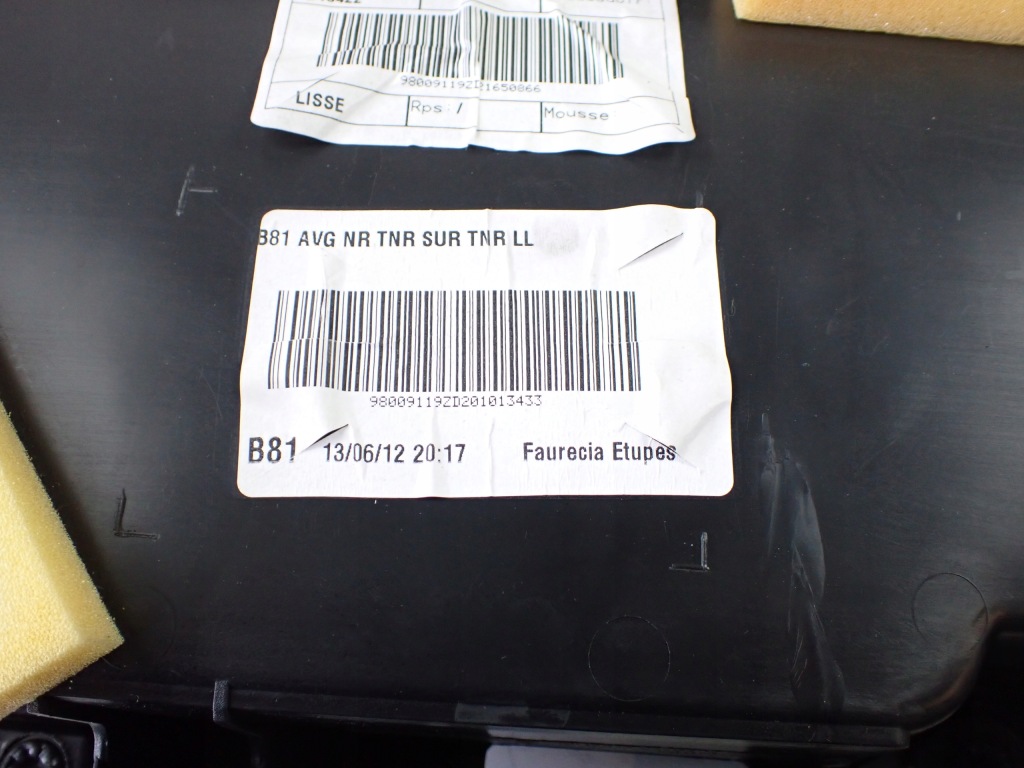 98009119ZD21650866
LISSE Rps / Mousse
B81 AVG NR TNR SUR TNR LL
98009119ZD201013433
B81 13/06/12 20:17 Faurecia Etupes